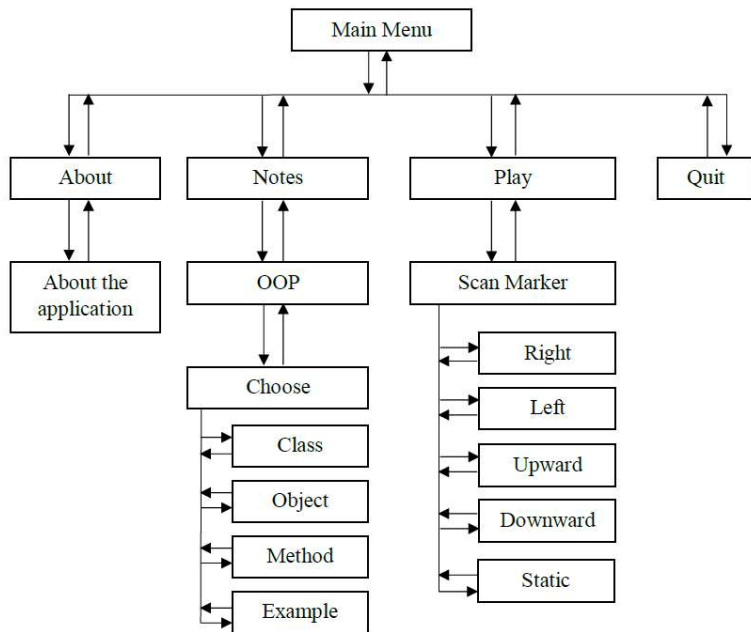 Main Menu
About
Notes
Play
Quit
About the
application
OOP
Scan Marker
Choose
Right
Left
Class
Upward
Object
Downward
Method
Static
Example